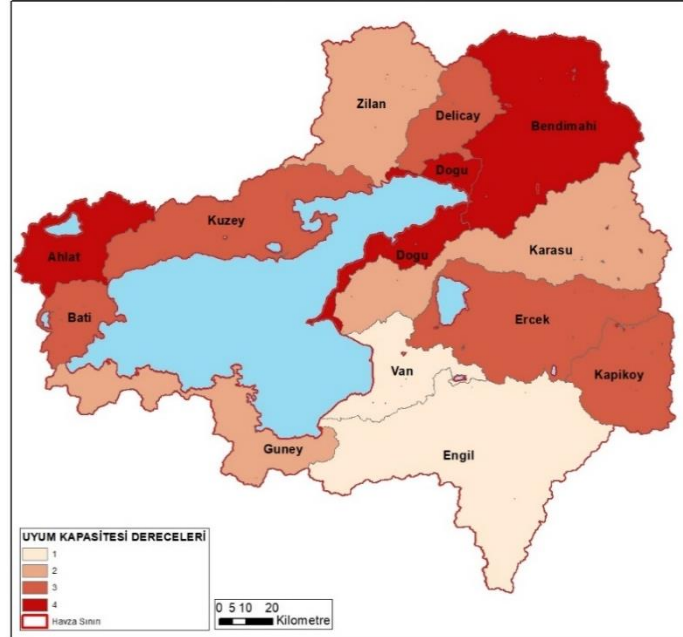 Zilan
Delicay
Bendimahi
Dogu
Kuzey
Ahlat
Dogu
Karasu
Bati
Ercek
Van
Kapikoy
Guney
Engil
UYUM KAPASİTESİ DERECELERİ
1
2
3
4
Havza Sınırı
0 5 10 20
Kilometre